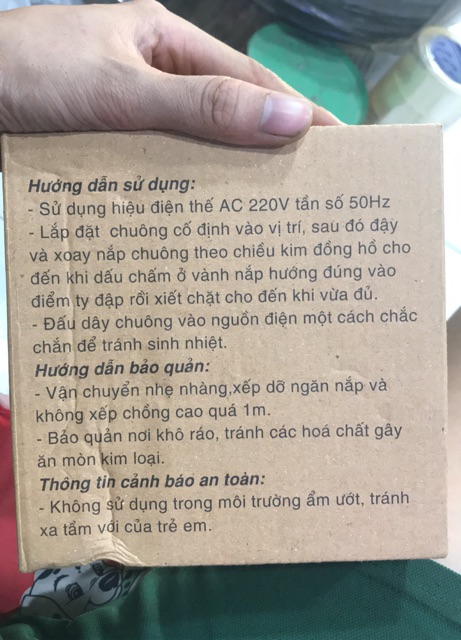 Hướng dẫn sử dụng:
- Sử dụng hiệu điện thế AC 220V tần số 50Hz
- Lắp đặt chuông cố định vào vị trí, sau đó đậy
và xoay nắp chuông theo chiều kim đồng hồ cho
đến khi dấu chấm ở vành nắp hướng đúng vào
điểm ty đập rồi xiết chặt cho đến khi vừa đủ.
- Đấu dây chuông vào nguồn điện một cách chắc
chắn để tránh sinh nhiệt.
Hướng dẫn bảo quản:
- Vận chuyển nhẹ nhàng,xếp dỡ ngăn nắp và
không xếp chồng cao quá 1m.
- Bảo quản nơi khô ráo, tránh các hoá chất gây
ăn mòn kim loại.
Thông tin cảnh báo an toàn:
- Không sử dụng trong môi trường ẩm ướt, tránh
xa tầm với của trẻ em.